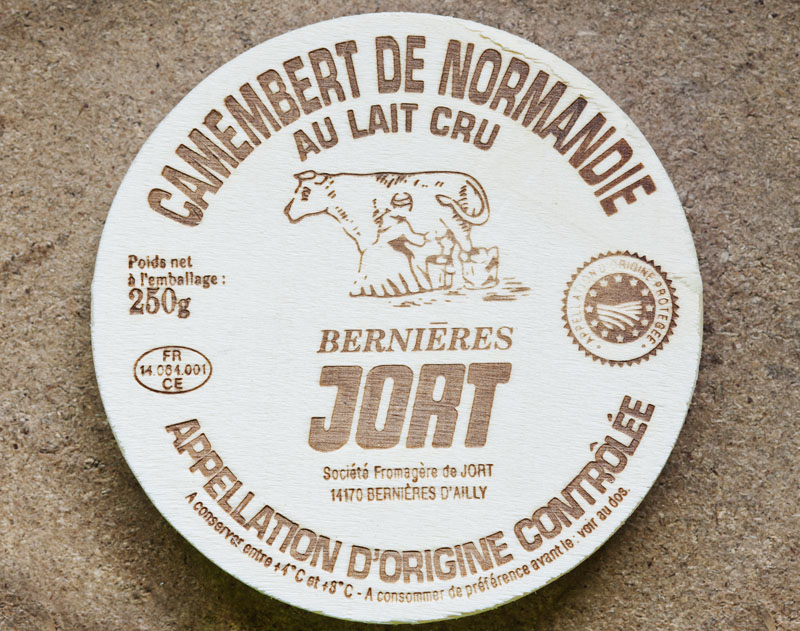 CAMEMBERT DE NORMANDIE
AU LAIT CRU
Poids net
à l'emballage :
250g
APPELLATION D'ORIGINE PROTÉGÉE
BERNIÈRES
JORT
FR
14.064.001
CE
Société Fromagère de JORT
14170 BERNIÈRES D'AILLY
APPELLATION D'ORIGINE CONTRÔLÉE
A conserver entre +4°C et +8°C - A consommer de préférence avant le : voir au dos.